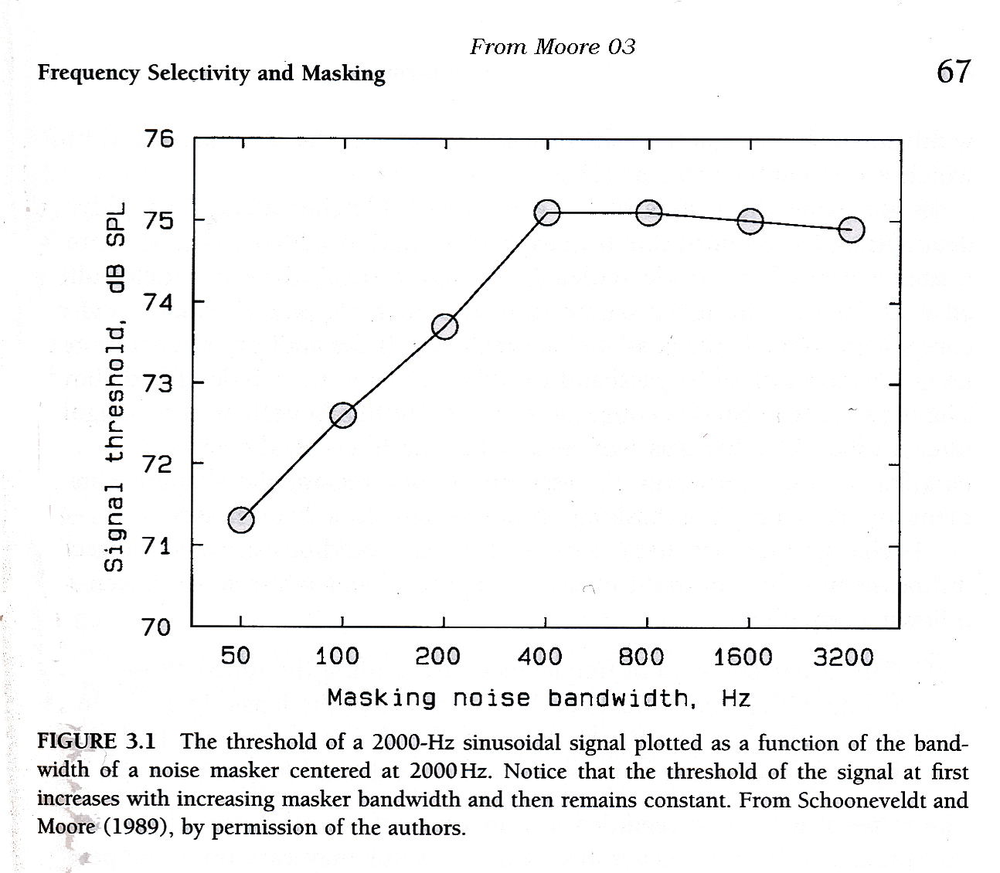 From Moore 03
Frequency Selectivity and Masking 67
76
75
74
73
72
71
70
Signal threshold, dB SPL
50 100 200 400 800 1600 3200
Masking noise bandwidth, Hz
FIGURE 3.1 The threshold of a 2000-Hz sinusoidal signal plotted as a function of the band-
width of a noise masker centered at 2000 Hz. Notice that the threshold of the signal at first
increases with increasing masker bandwidth and then remains constant. From Schooneveldt and
Moore (1989), by permission of the authors.